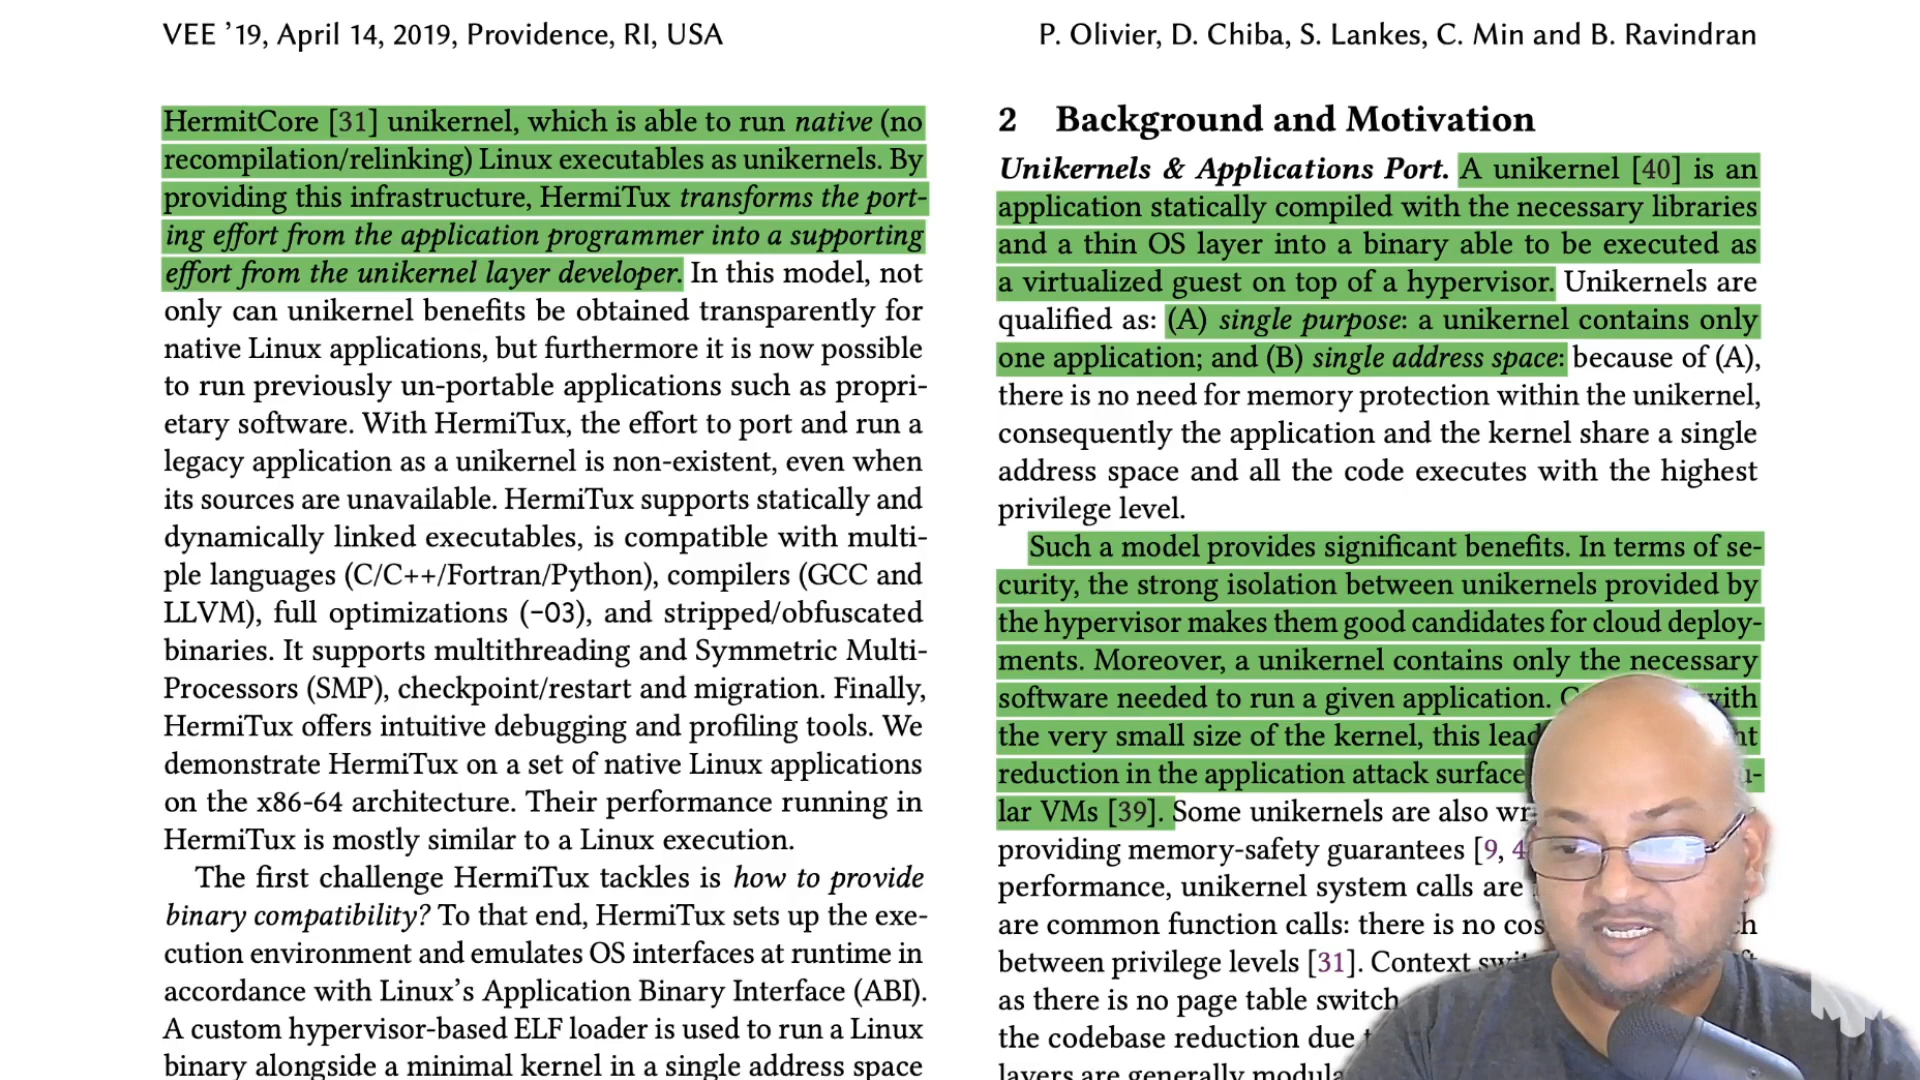 VEE ’19, April 14, 2019, Providence, RI, USA
P. Olivier, D. Chiba, S. Lankes, C. Min and B. Ravindran
HermitCore [31] unikernel, which is able to run native (no
recompilation/relinking) Linux executables as unikernels. By
providing this infrastructure, HermiTux transforms the port-
ing effort from the application programmer into a supporting
effort from the unikernel layer developer. In this model, not
only can unikernel benefits be obtained transparently for
native Linux applications, but furthermore it is now possible
to run previously un-portable applications such as propri-
etary software. With HermiTux, the effort to port and run a
legacy application as a unikernel is non-existent, even when
its sources are unavailable. HermiTux supports statically and
dynamically linked executables, is compatible with multi-
ple languages (C/C++/Fortran/Python), compilers (GCC and
LLVM), full optimizations (-O3), and stripped/obfuscated
binaries. It supports multithreading and Symmetric Multi-
Processors (SMP), checkpoint/restart and migration. Finally,
HermiTux offers intuitive debugging and profiling tools. We
demonstrate HermiTux on a set of native Linux applications
on the x86-64 architecture. Their performance running in
HermiTux is mostly similar to a Linux execution.
The first challenge HermiTux tackles is how to provide
binary compatibility? To that end, HermiTux sets up the exe-
cution environment and emulates OS interfaces at runtime in
accordance with Linux’s Application Binary Interface (ABI).
A custom hypervisor-based ELF loader is used to run a Linux
binary alongside a minimal kernel in a single address space
2 Background and Motivation
Unikernels & Applications Port. A unikernel [40] is an
application statically compiled with the necessary libraries
and a thin OS layer into a binary able to be executed as
a virtualized guest on top of a hypervisor. Unikernels are
qualified as: (A) single purpose: a unikernel contains only
one application; and (B) single address space: because of (A),
there is no need for memory protection within the unikernel,
consequently the application and the kernel share a single
address space and all the code executes with the highest
privilege level.
Such a model provides significant benefits. In terms of se-
curity, the strong isolation between unikernels provided by
the hypervisor makes them good candidates for cloud deploy-
ments. Moreover, a unikernel contains only the necessary
software needed to run a given application. with
the very small size of the kernel, this
reduction in the application attack surface
lar VMs [39]. Some unikernels are also
providing memory-safety guarantees [9,
performance, unikernel system calls are
are common function calls: there is no
between privilege levels [31]. Context
as there is no page table switch
the codebase reduction due
layers are generally